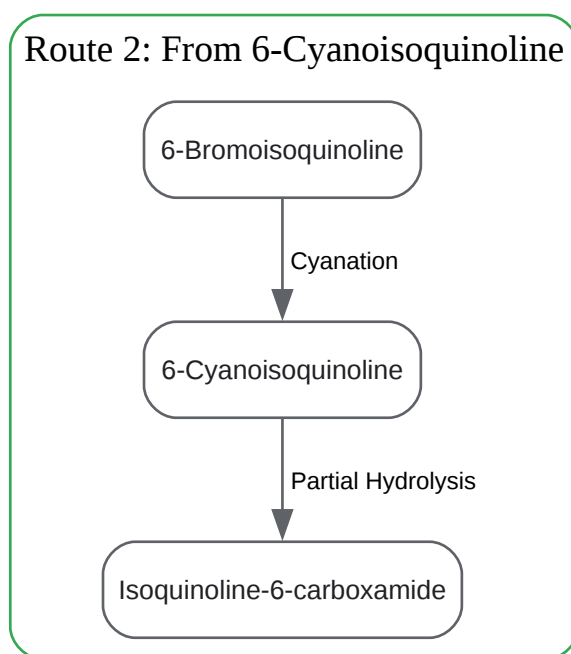 Route 2: From 6-Cyanoisoquinoline
6-Bromoisoquinoline
Cyanation
6-Cyanoisoquinoline
Partial Hydrolysis
Isoquinoline-6-carboxamide